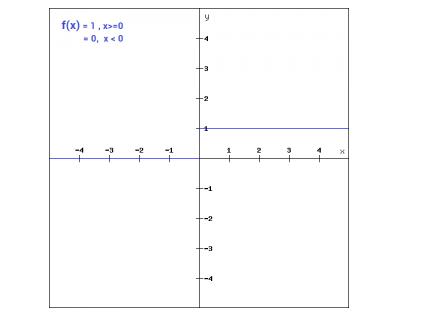 f(x) = 1 , x>=0
= 0, x < 0
y
4
3
2
1
-4 -3 -2 -1 1 2 3 4 x
-1
-2
-3
-4